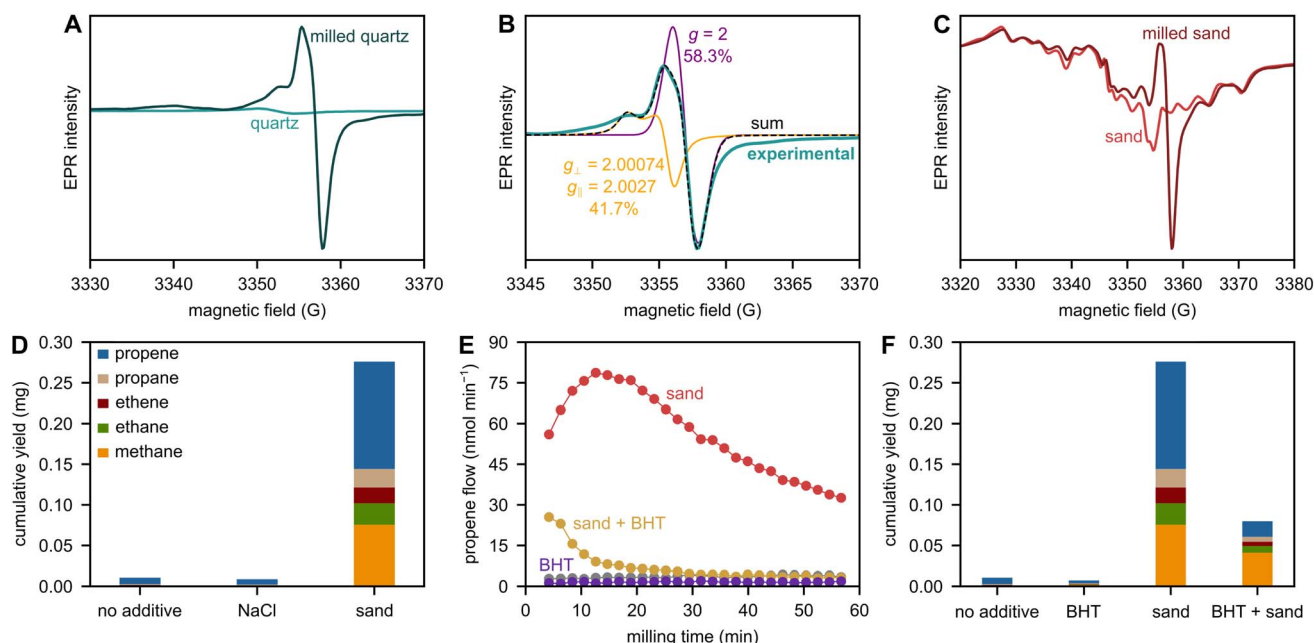 A
EPR intensity
milled quartz
quartz
3330 3340 3350 3360 3370
magnetic field (G)
B
EPR intensity
g = 2
58.3%
sum
experimental
g⊥ = 2.00074
g∥ = 2.0027
41.7%
3345 3350 3355 3360 3365 3370
magnetic field (G)
C
EPR intensity
milled sand
sand
3320 3330 3340 3350 3360 3370 3380
magnetic field (G)
D
cumulative yield (mg)
0.30
0.25
0.20
0.15
0.10
0.05
0.00
propene
propane
ethene
ethane
methane
no additive NaCl sand
E
propene flow (nmol min⁻¹)
90
75
60
45
30
15
0
sand
sand + BHT
BHT
0 10 20 30 40 50 60
milling time (min)
F
cumulative yield (mg)
0.30
0.25
0.20
0.15
0.10
0.05
0.00
no additive BHT sand BHT + sand